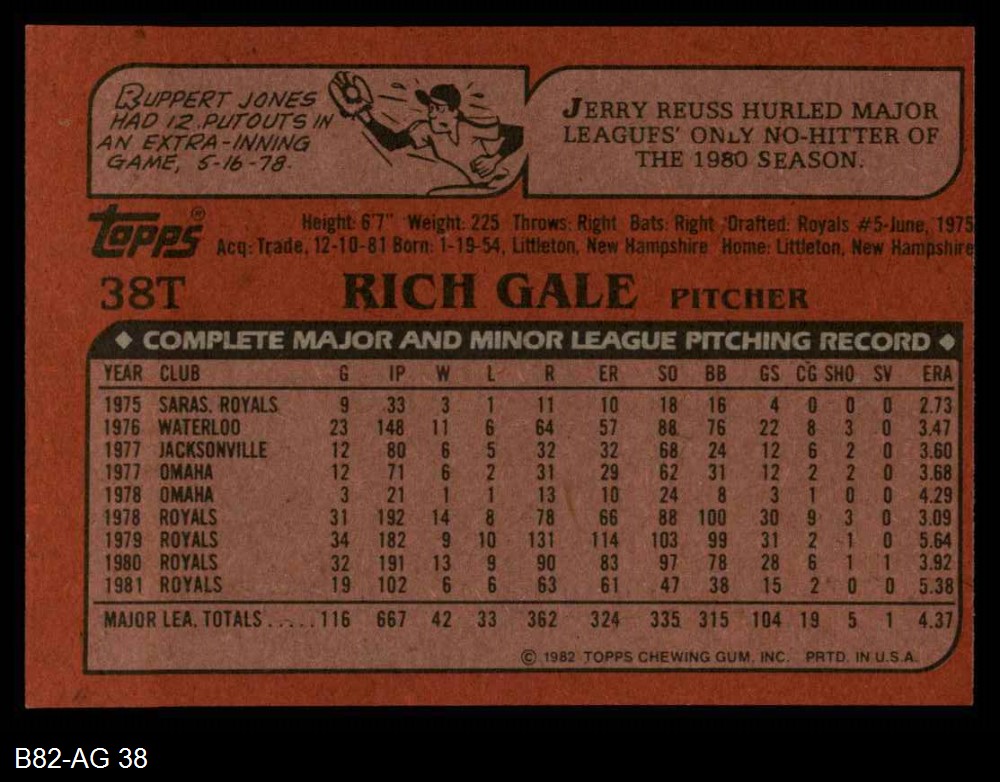 RUPPERT JONES
HAD 12 PUTOUTS IN
AN EXTRA-INNING
GAME, 5-16-78.
JERRY REUSS HURLED MAJOR
LEAGUES' ONLY NO-HITTER OF
THE 1980 SEASON.
topps®
Height: 6'7" Weight: 225 Throws: Right Bats: Right Drafted: Royals #5-June, 1975
Acq: Trade, 12-10-81 Born: 1-19-54, Littleton, New Hampshire Home: Littleton, New Hampshire
38T RICH GALE PITCHER
◆ COMPLETE MAJOR AND MINOR LEAGUE PITCHING RECORD ◆
YEAR CLUB G IP W L R ER SO BB GS CG SHO SV ERA
1975 SARAS. ROYALS 9 33 3 1 11 10 18 16 4 0 0 0 2.73
1976 WATERLOO 23 148 11 6 64 57 88 76 22 8 3 0 3.47
1977 JACKSONVILLE 12 80 6 5 32 32 68 24 12 6 2 0 3.60
1977 OMAHA 12 71 6 2 31 29 62 31 12 2 2 0 3.68
1978 OMAHA 3 21 1 1 13 10 24 8 3 1 0 0 4.29
1978 ROYALS 31 192 14 8 78 66 88 100 30 9 3 0 3.09
1979 ROYALS 34 182 9 10 131 114 103 99 31 2 1 0 5.64
1980 ROYALS 32 191 13 9 90 83 97 78 28 6 1 1 3.92
1981 ROYALS 19 102 6 6 63 61 47 38 15 2 0 0 5.38
MAJOR LEA. TOTALS......116 667 42 33 362 324 335 315 104 19 5 1 4.37
© 1982 TOPPS CHEWING GUM, INC. PRTD. IN U.S.A.
B82-AG 38